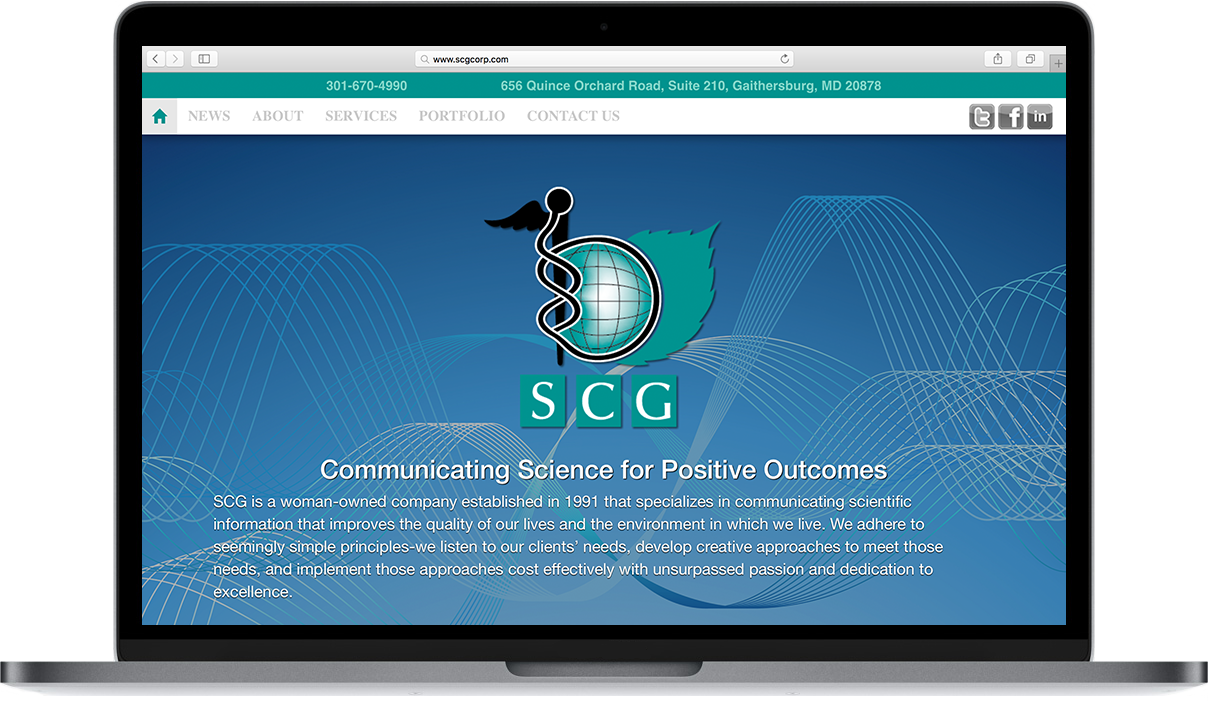 www.scgcorp.com
301-670-4990 656 Quince Orchard Road, Suite 210, Gaithersburg, MD 20878
NEWS ABOUT SERVICES PORTFOLIO CONTACT US
t f in
SCG
Communicating Science for Positive Outcomes
SCG is a woman-owned company established in 1991 that specializes in communicating scientific
information that improves the quality of our lives and the environment in which we live. We adhere to
seemingly simple principles-we listen to our clients’ needs, develop creative approaches to meet those
needs, and implement those approaches cost effectively with unsurpassed passion and dedication to
excellence.